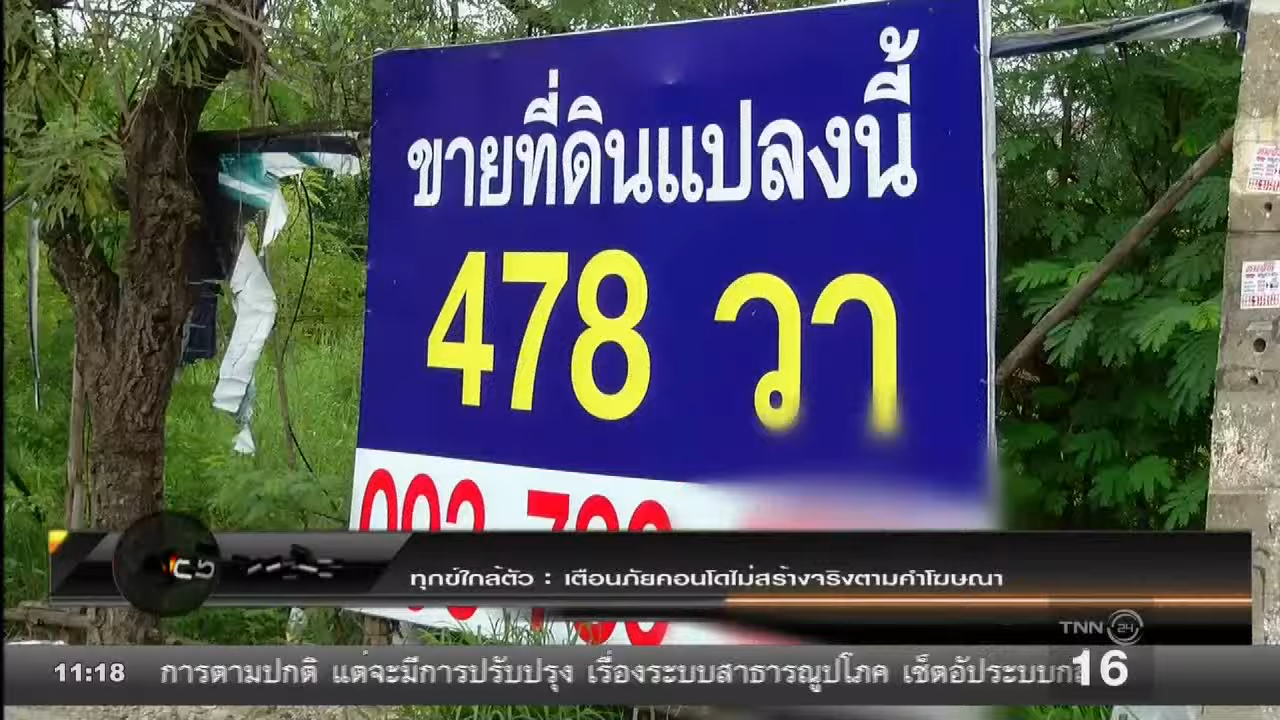 ขายที่ดินแปลงนี้
478 วา
ทุกข์ใกล้ตัว : เตือนภัยคอนโดไม่สร้างจริงตามคำโฆษณา
TNN 24
16
11:18 การตามปกติ แต่จะมีการปรับปรุง เรื่องระบบสาธารณูปโภค เซ็ตอัประบบ